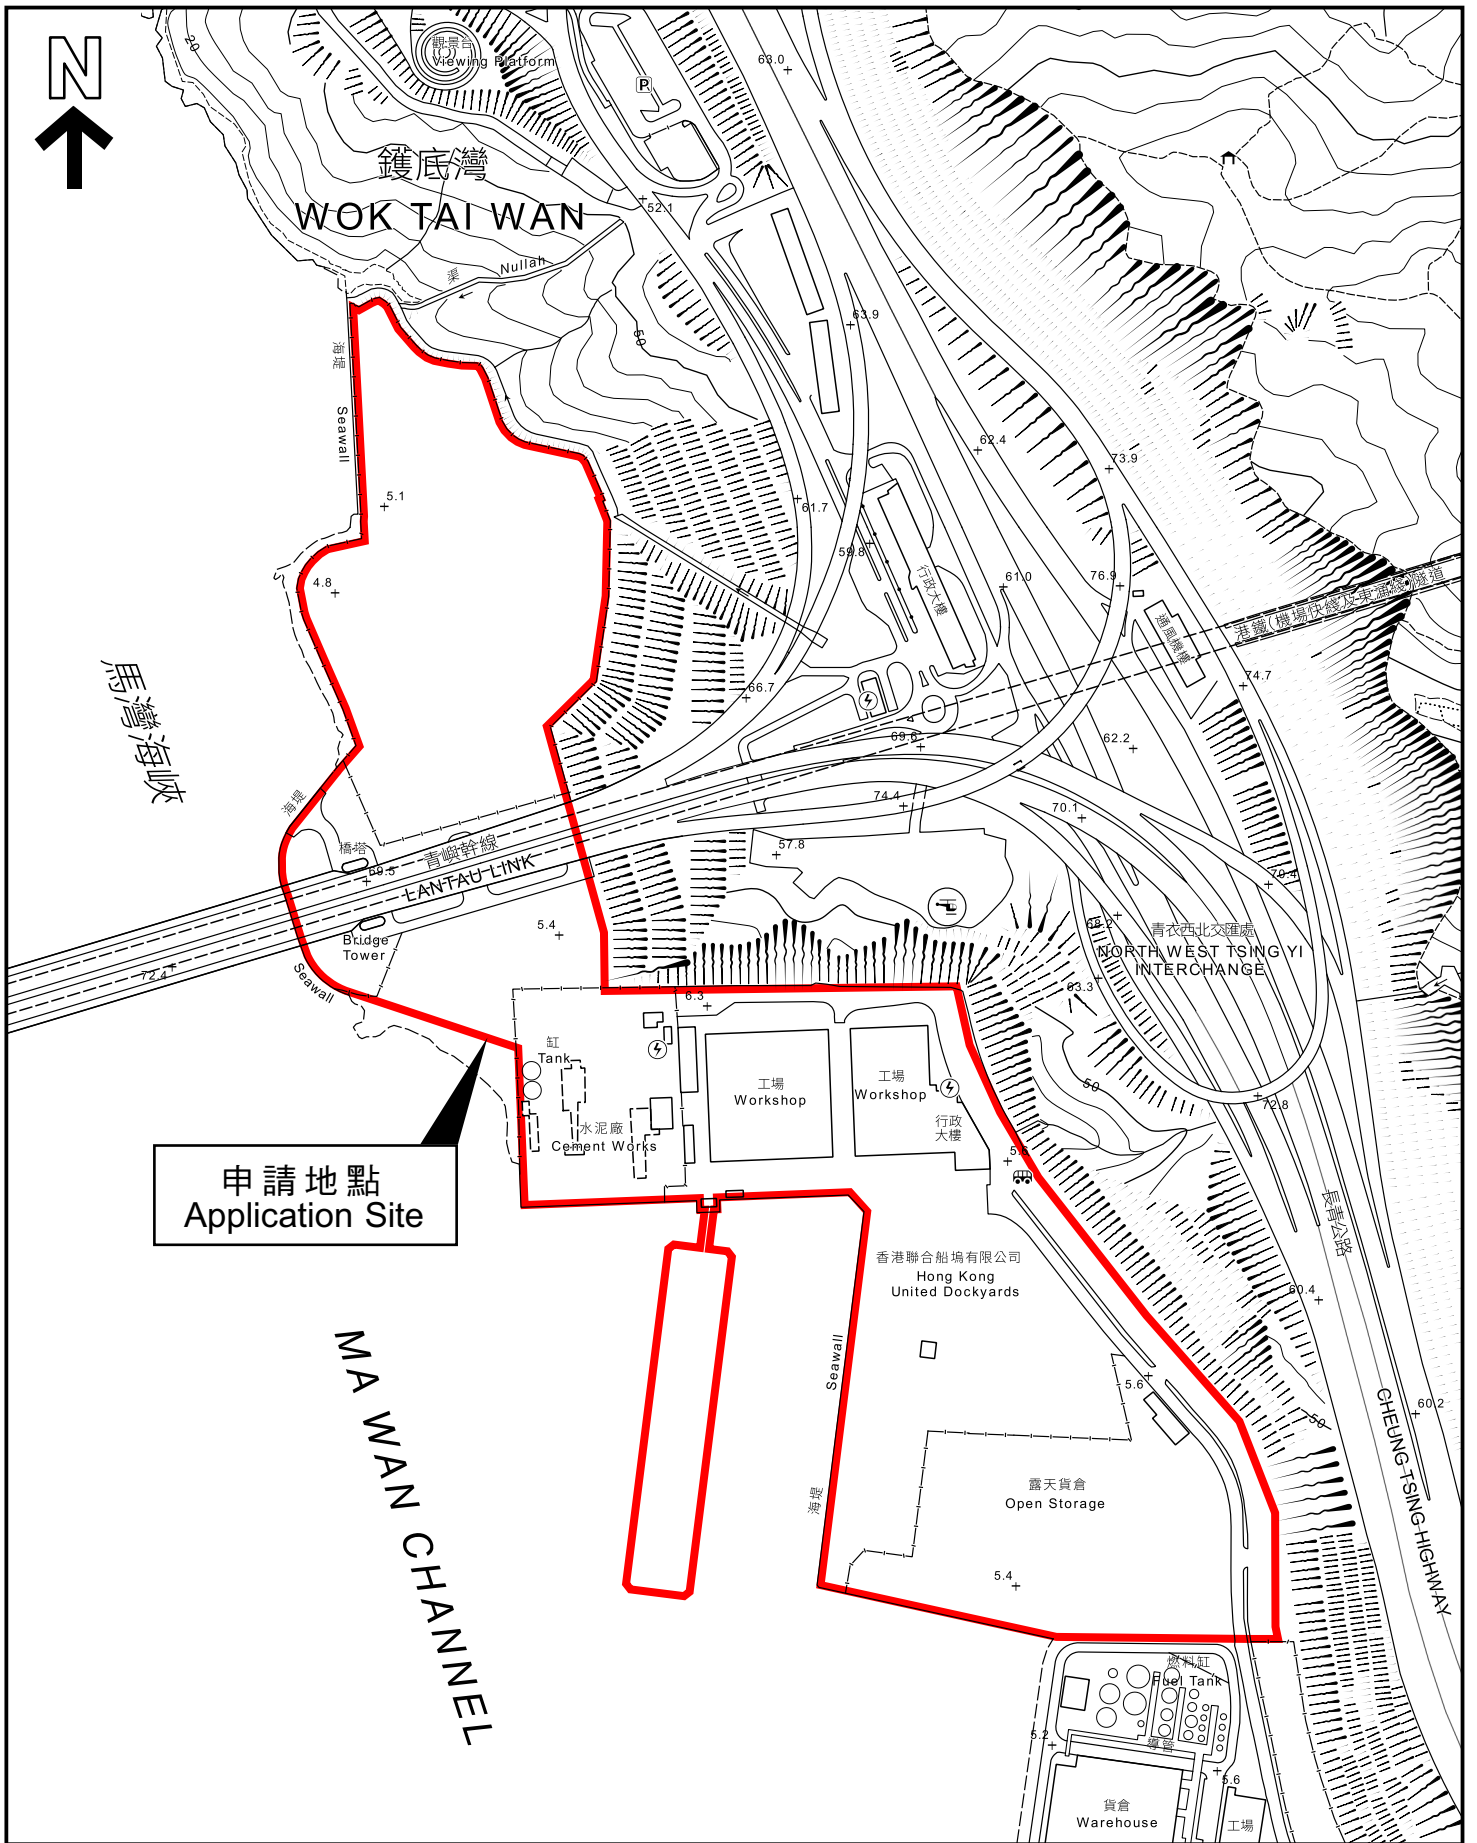 N
觀景台
Viewing Platform
P
63.0
20
鑊底灣
WOK TAI WAN
52.1
渠
Nullah
50
63.9
海堤
Seawall
5.1
62.4
73.9
61.7
59.8
4.8
行政大樓
61.0
76.9
港鐵(機場快綫及東涌綫)隧道
通風機樓
馬灣海峽
66.7
74.7
69.6
62.2
海堤
74.4
70.1
57.8
橋塔
69.5
青嶼幹線
LANTAU LINK
70.4
5.4
68.2
青衣西北交匯處
NORTH WEST TSING YI
INTERCHANGE
Bridge
Tower
72.4
Seawall
63.3
6.3
缸
Tank
工場
Workshop
工場
Workshop
50
72.8
水泥廠
Cement Works
行政
大樓
5.6
申請地點
Application Site
長青公路
香港聯合船塢有限公司
Hong Kong
United Dockyards
60.4
MA WAN CHANNEL
Seawall
5.6
60.2
50
CHEUNG TSING HIGHWAY
海堤
露天貨倉
Open Storage
5.4
燃料缸
Fuel Tank
5.2
導管
5.6
貨倉
Warehouse
工場